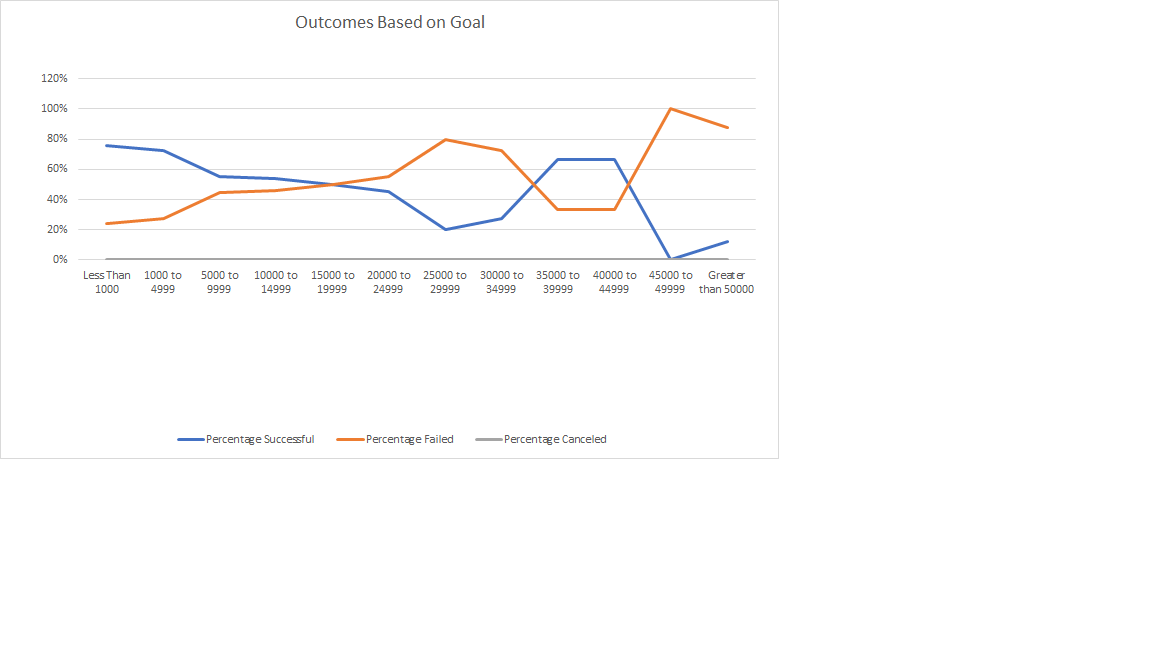 Outcomes Based on Goal
120%
100%
80%
60%
40%
20%
0%
Less Than 1000 to 5000 to 10000 to 15000 to 20000 to 25000 to 30000 to 35000 to 40000 to 45000 to Greater
1000 4999 9999 14999 19999 24999 29999 34999 39999 44999 49999 than 50000
Percentage Successful Percentage Failed Percentage Canceled